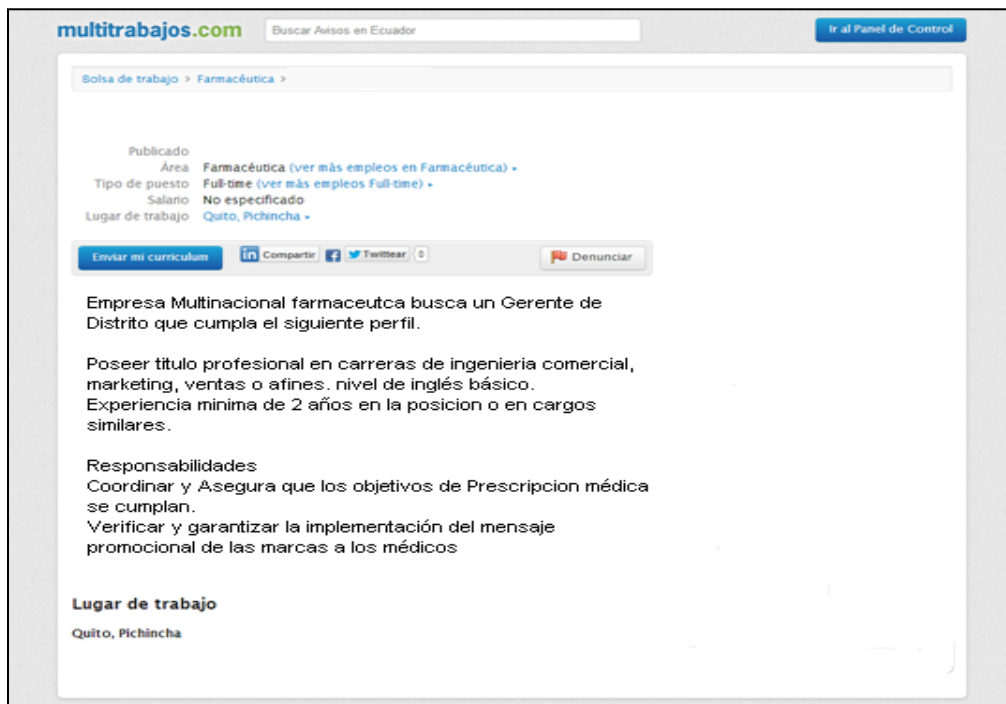 multitrabajos.com
Buscar Avisos en Ecuador
Ir al Panel de Control
Bolsa de trabajo > Farmacéutica >
Publicado
Área Farmacéutica (ver más empleos en Farmacéutica)
Tipo de puesto Full-time (ver más empleos Full-time)
Salario No especificado
Lugar de trabajo Quito, Pichincha
Enviar mi curriculum
in Compartir f Twittear 0
Denunciar
Empresa Multinacional farmaceutca busca un Gerente de
Distrito que cumpla el siguiente perfil.
Poseer titulo profesional en carreras de ingenieria comercial,
marketing, ventas o afines. nivel de inglés básico.
Experiencia minima de 2 años en la posicion o en cargos
similares.
Responsabilidades
Coordinar y Asegura que los objetivos de Prescripcion médica
se cumplan.
Verificar y garantizar la implementación del mensaje
promocional de las marcas a los médicos
Lugar de trabajo
Quito, Pichincha